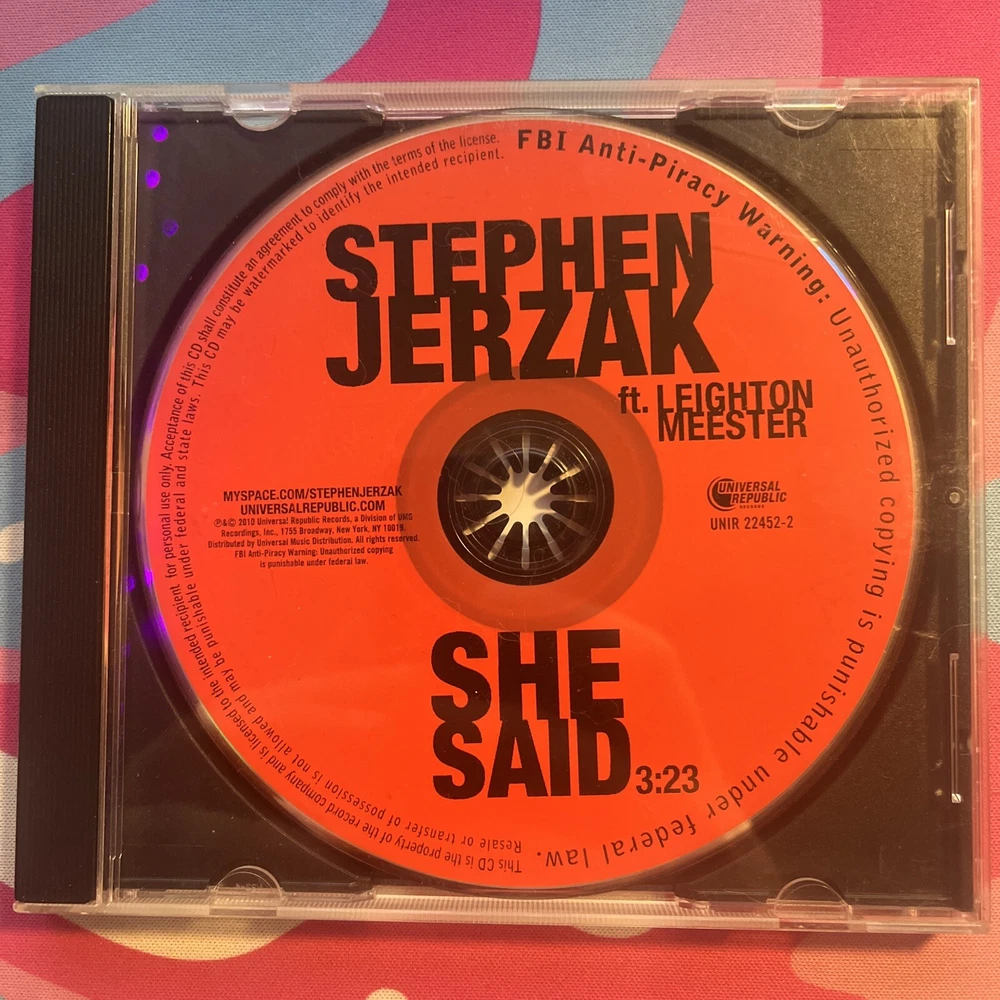 STEPHEN
JERZAK
ft. LEIGHTON
MEESTER
MYSPACE.COM/STEPHENJERZAK
UNIVERSALREPUBLIC.COM
℗&© 2010 Universal Republic Records, a Division of UMG
Recordings, Inc., 1755 Broadway, New York, NY 10019.
Distributed by Universal Music Distribution. All rights reserved.
FBI Anti-Piracy Warning: Unauthorized copying
is punishable under federal law.
UNIVERSAL
REPUBLIC
RECORDS
UNIR 22452-2
SHE
SAID 3:23
FBI Anti-Piracy Warning: Unauthorized copying is punishable under federal law.
This CD is the property of the record company and is licensed to the intended recipient for personal use only. Acceptance of this CD shall constitute an agreement to comply with the terms of the license.
Resale or transfer of possession is not allowed and may be punishable under federal and state laws. This CD may be watermarked to identify the intended recipient.